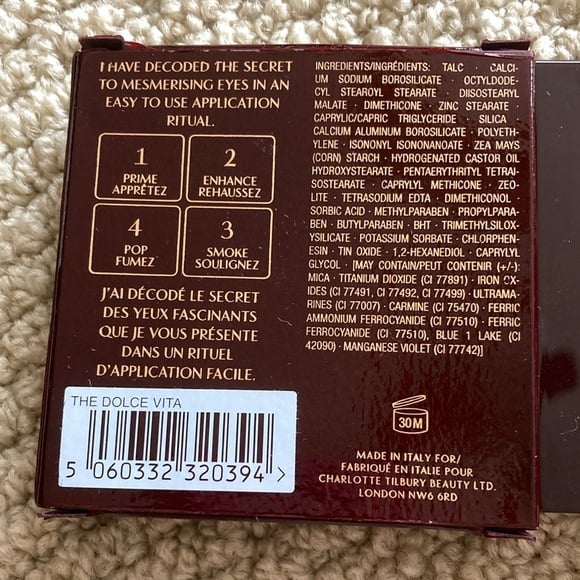 I HAVE DECODED THE SECRET
TO MESMERISING EYES IN AN
EASY TO USE APPLICATION
RITUAL.
1
PRIME
APPRÊTEZ
2
ENHANCE
REHAUSSEZ
4
POP
FUMEZ
3
SMOKE
SOULIGNEZ
J'AI DÉCODÉ LE SECRET
DES YEUX FASCINANTS
QUE JE VOUS PRÉSENTE
DANS UN RITUEL
D'APPLICATION FACILE.
THE DOLCE VITA
5 060332 320394 >
INGREDIENTS/INGRÉDIENTS: TALC · CALCI-
UM SODIUM BOROSILICATE · OCTYLDODE-
CYL STEAROYL STEARATE · DIISOSTEARYL
MALATE · DIMETHICONE · ZINC STEARATE ·
CAPRYLIC/CAPRIC TRIGLYCERIDE · SILICA ·
CALCIUM ALUMINUM BOROSILICATE · POLYETH-
YLENE · ISONONYL ISONONANOATE · ZEA MAYS
(CORN) STARCH · HYDROGENATED CASTOR OIL
HYDROXYSTEARATE · PENTAERYTHRITYL TETRAI-
SOSTEARATE · CAPRYLYL METHICONE · ZEO-
LITE · TETRASODIUM EDTA · DIMETHICONOL ·
SORBIC ACID · METHYLPARABEN · PROPYLPARA-
BEN · BUTYLPARABEN · BHT · TRIMETHYLSILOX-
YSILICATE · POTASSIUM SORBATE · CHLORPHEN-
ESIN · TIN OXIDE · 1,2-HEXANEDIOL · CAPRYLYL
GLYCOL · [MAY CONTAIN/PEUT CONTENIR (+/-):
MICA · TITANIUM DIOXIDE (CI 77891) · IRON OX-
IDES (CI 77491, CI 77492, CI 77499) · ULTRAMA-
RINES (CI 77007) · CARMINE (CI 75470) · FERRIC
AMMONIUM FERROCYANIDE (CI 77510) · FERRIC
FERROCYANIDE (CI 77510), BLUE 1 LAKE (CI
42090) · MANGANESE VIOLET (CI 77742)]
30M
MADE IN ITALY FOR/
FABRIQUÉ EN ITALIE POUR
CHARLOTTE TILBURY BEAUTY LTD.
LONDON NW6 6RD